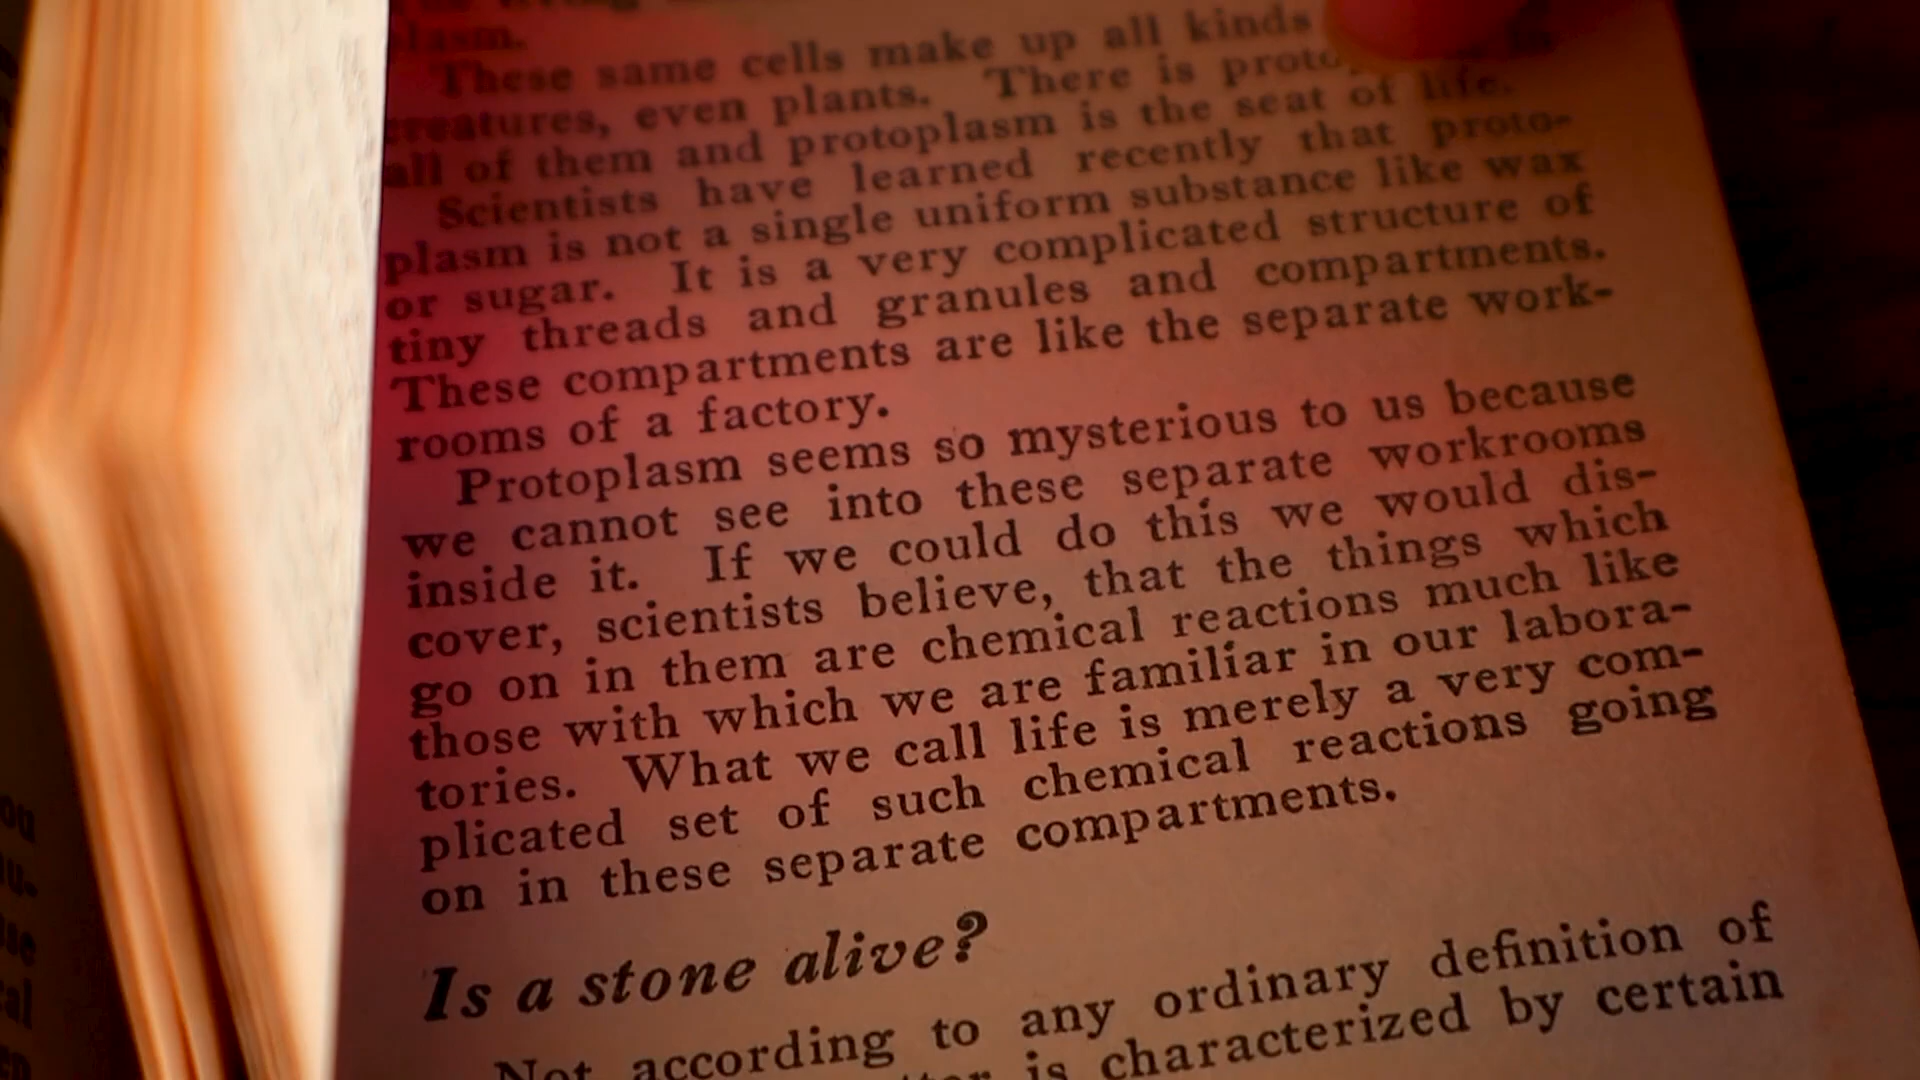 plasm.
These same cells make up all kinds
creatures, even plants. There is proto
all of them and protoplasm is the seat of life.
Scientists have learned recently that proto-
plasm is not a single uniform substance like wax
or sugar. It is a very complicated structure of
tiny threads and granules and compartments.
These compartments are like the separate work-
rooms of a factory.
Protoplasm seems so mysterious to us because
we cannot see into these separate workrooms
inside it. If we could do this we would dis-
cover, scientists believe, that the things which
go on in them are chemical reactions much like
those with which we are familiar in our labora-
tories. What we call life is merely a very com-
plicated set of such chemical reactions going
on in these separate compartments.
Is a stone alive?
Not according to any ordinary definition of
is characterized by certain